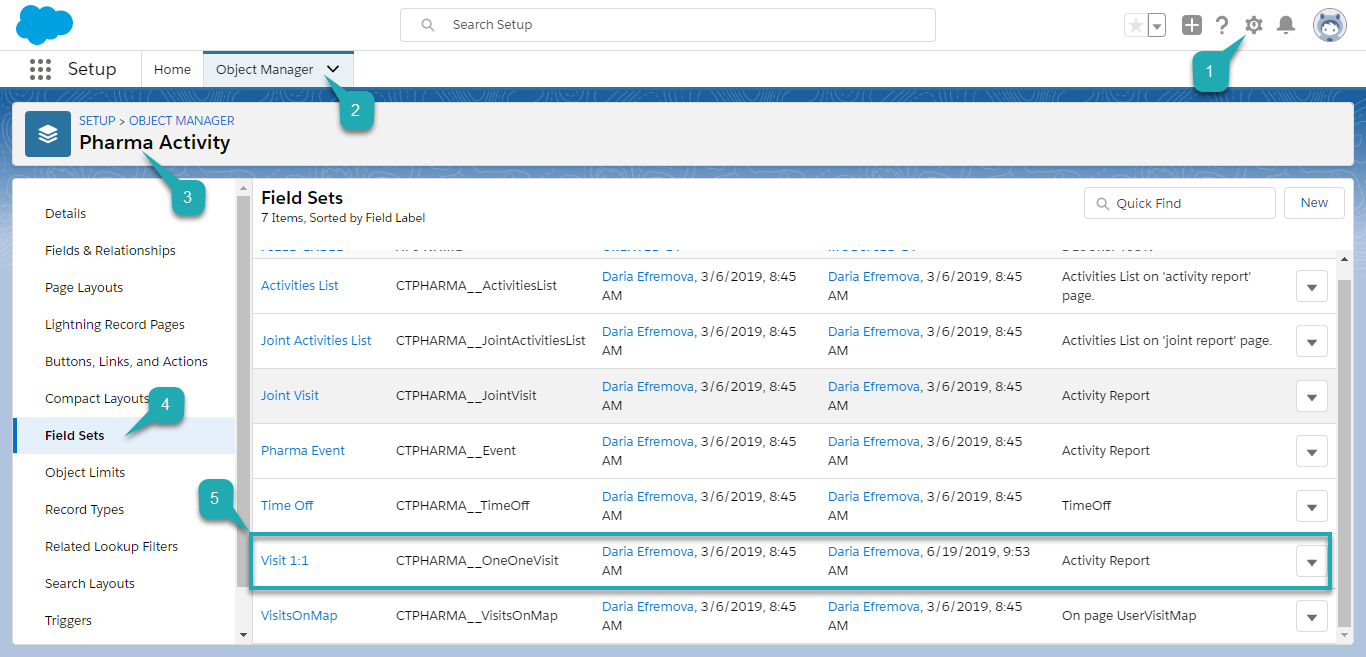 Search Setup
1
Setup
Home
Object Manager
2
SETUP > OBJECT MANAGER
Pharma Activity
3
Details
Fields & Relationships
Page Layouts
Lightning Record Pages
Buttons, Links, and Actions
Compact Layouts
4
Field Sets
Object Limits
Record Types
Related Lookup Filters
Search Layouts
Triggers
Field Sets
7 Items, Sorted by Field Label
Quick Find
New
Activities List
CTPHARMA__ActivitiesList
Daria Efremova, 3/6/2019, 8:45
AM
Daria Efremova, 3/6/2019, 8:45
AM
Activities List on 'activity report'
page.
Joint Activities List
CTPHARMA__JointActivitiesList
Daria Efremova, 3/6/2019, 8:45
AM
Daria Efremova, 3/6/2019, 8:45
AM
Activities List on 'joint report' page.
Joint Visit
CTPHARMA__JointVisit
Daria Efremova, 3/6/2019, 8:45
AM
Daria Efremova, 3/6/2019, 8:45
AM
Activity Report
Pharma Event
CTPHARMA__Event
Daria Efremova, 3/6/2019, 8:45
AM
Daria Efremova, 3/6/2019, 8:45
AM
Activity Report
Time Off
CTPHARMA__TimeOff
Daria Efremova, 3/6/2019, 8:45
AM
Daria Efremova, 3/6/2019, 8:45
AM
TimeOff
5
Visit 1:1
CTPHARMA__OneOneVisit
Daria Efremova, 3/6/2019, 8:45
AM
Daria Efremova, 6/19/2019, 9:53
AM
Activity Report
VisitsOnMap
CTPHARMA__VisitsOnMap
Daria Efremova, 3/6/2019, 8:45
AM
Daria Efremova, 3/6/2019, 8:45
AM
On page UserVisitMap